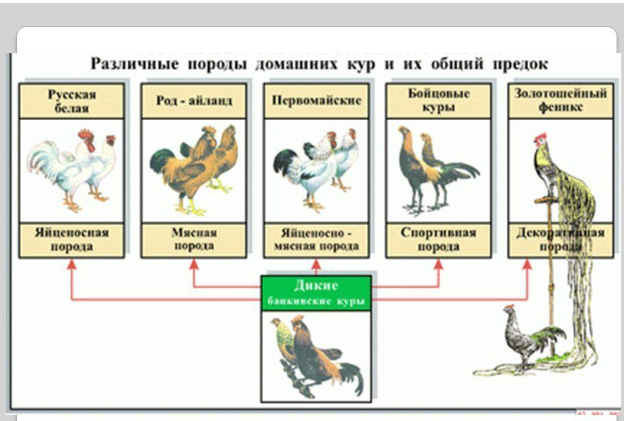 Различные породы домашних кур и их общий предок
Русская
белая
Род - айланд
Первомайские
Бойцовые
куры
Золотошейный
феникс
Яйценосная
порода
Мясная
порода
Яйценосно -
мясная порода
Спортивная
порода
Декоративная
порода
Дикие
банкивские куры